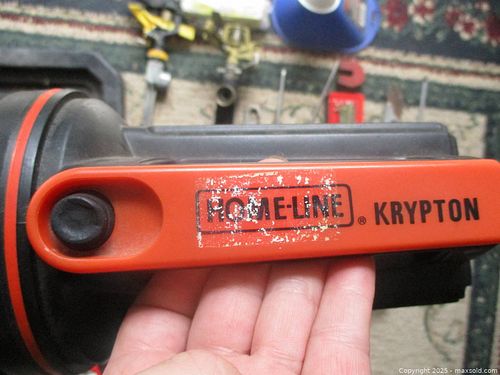 HOME-LINE® KRYPTON
Copyright 2025 - maxsold.com